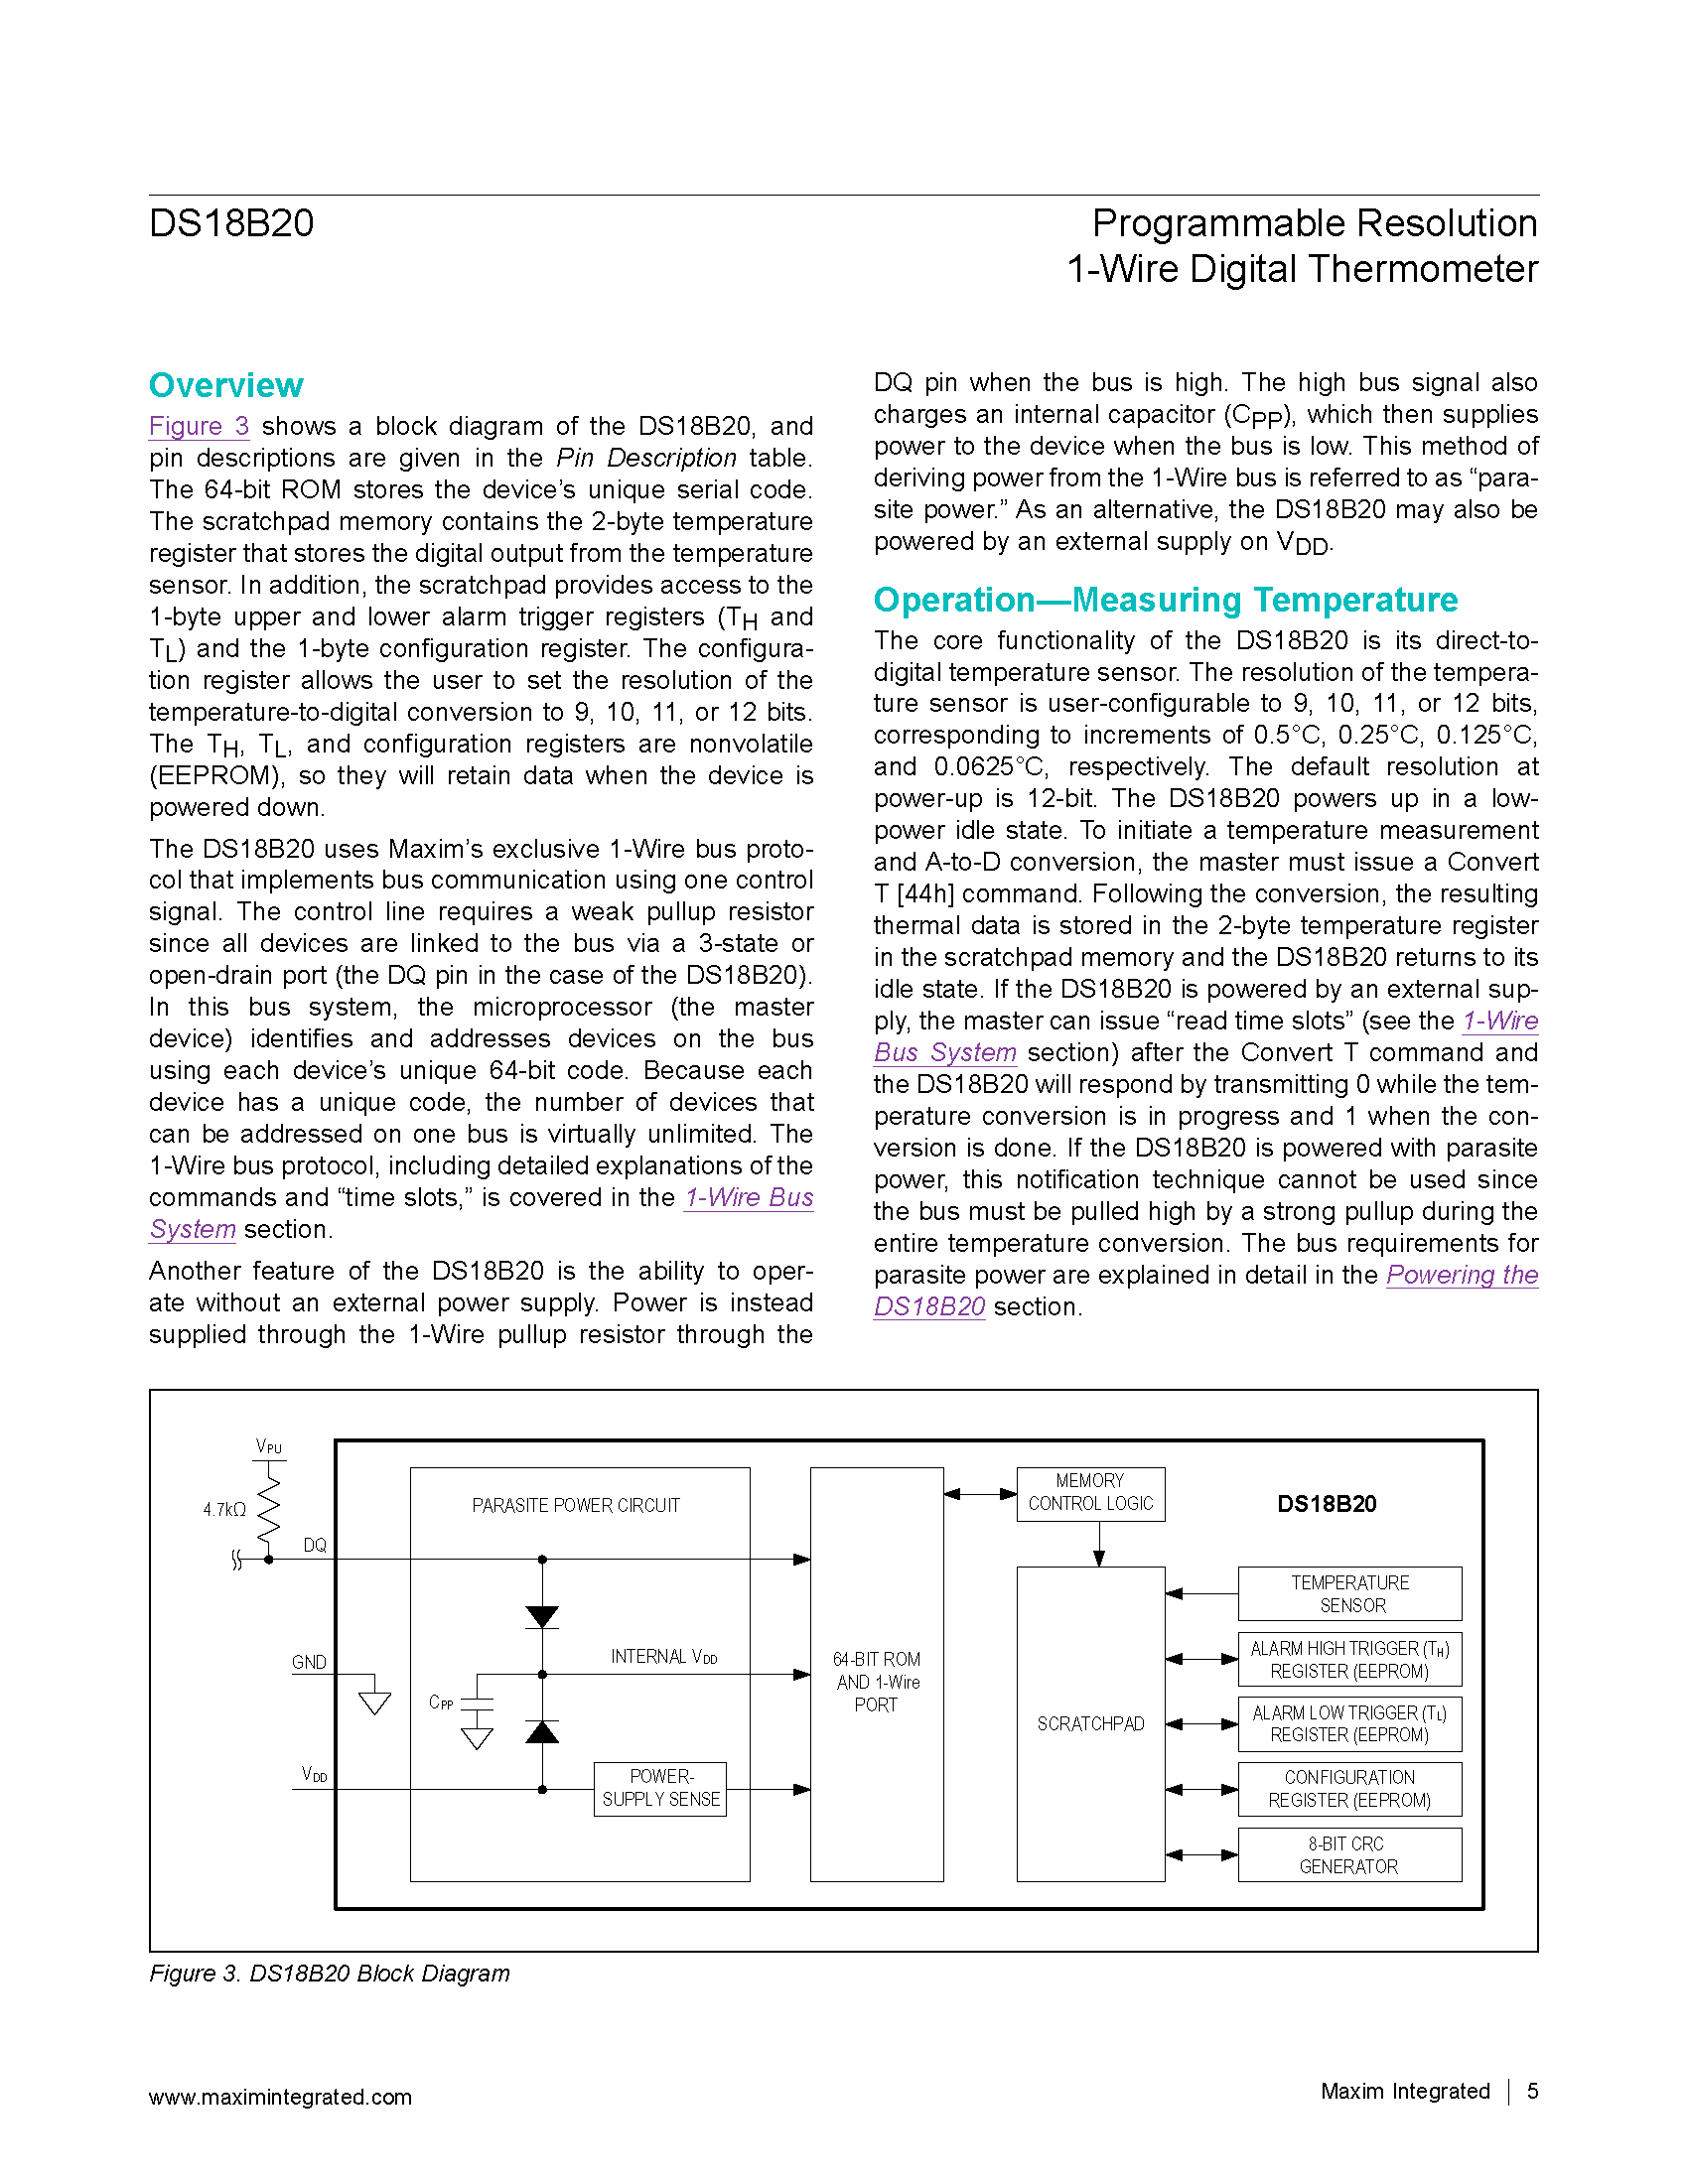 DS18B20
Programmable Resolution
1-Wire Digital Thermometer
Overview
Figure 3 shows a block diagram of the DS18B20, and
pin descriptions are given in the Pin Description table.
The 64-bit ROM stores the device’s unique serial code.
The scratchpad memory contains the 2-byte temperature
register that stores the digital output from the temperature
sensor. In addition, the scratchpad provides access to the
1-byte upper and lower alarm trigger registers (TH and
TL) and the 1-byte configuration register. The configura-
tion register allows the user to set the resolution of the
temperature-to-digital conversion to 9, 10, 11, or 12 bits.
The TH, TL, and configuration registers are nonvolatile
(EEPROM), so they will retain data when the device is
powered down.
The DS18B20 uses Maxim’s exclusive 1-Wire bus proto-
col that implements bus communication using one control
signal. The control line requires a weak pullup resistor
since all devices are linked to the bus via a 3-state or
open-drain port (the DQ pin in the case of the DS18B20).
In this bus system, the microprocessor (the master
device) identifies and addresses devices on the bus
using each device’s unique 64-bit code. Because each
device has a unique code, the number of devices that
can be addressed on one bus is virtually unlimited. The
1-Wire bus protocol, including detailed explanations of the
commands and “time slots,” is covered in the 1-Wire Bus
System section.
Another feature of the DS18B20 is the ability to oper-
ate without an external power supply. Power is instead
supplied through the 1-Wire pullup resistor through the
DQ pin when the bus is high. The high bus signal also
charges an internal capacitor (CPP), which then supplies
power to the device when the bus is low. This method of
deriving power from the 1-Wire bus is referred to as “para-
site power.” As an alternative, the DS18B20 may also be
powered by an external supply on VDD.
Operation—Measuring Temperature
The core functionality of the DS18B20 is its direct-to-
digital temperature sensor. The resolution of the tempera-
ture sensor is user-configurable to 9, 10, 11, or 12 bits,
corresponding to increments of 0.5°C, 0.25°C, 0.125°C,
and 0.0625°C, respectively. The default resolution at
power-up is 12-bit. The DS18B20 powers up in a low-
power idle state. To initiate a temperature measurement
and A-to-D conversion, the master must issue a Convert
T [44h] command. Following the conversion, the resulting
thermal data is stored in the 2-byte temperature register
in the scratchpad memory and the DS18B20 returns to its
idle state. If the DS18B20 is powered by an external sup-
ply, the master can issue “read time slots” (see the 1-Wire
Bus System section) after the Convert T command and
the DS18B20 will respond by transmitting 0 while the tem-
perature conversion is in progress and 1 when the con-
version is done. If the DS18B20 is powered with parasite
power, this notification technique cannot be used since
the bus must be pulled high by a strong pullup during the
entire temperature conversion. The bus requirements for
parasite power are explained in detail in the Powering the
DS18B20 section.
VPU
4.7kΩ
DQ
GND
VDD
PARASITE POWER CIRCUIT
INTERNAL VDD
CPP
POWER-
SUPPLY SENSE
64-BIT ROM
AND 1-Wire
PORT
MEMORY
CONTROL LOGIC
SCRATCHPAD
DS18B20
TEMPERATURE
SENSOR
ALARM HIGH TRIGGER (TH)
REGISTER (EEPROM)
ALARM LOW TRIGGER (TL)
REGISTER (EEPROM)
CONFIGURATION
REGISTER (EEPROM)
8-BIT CRC
GENERATOR
Figure 3. DS18B20 Block Diagram
www.maximintegrated.com
Maxim Integrated | 5